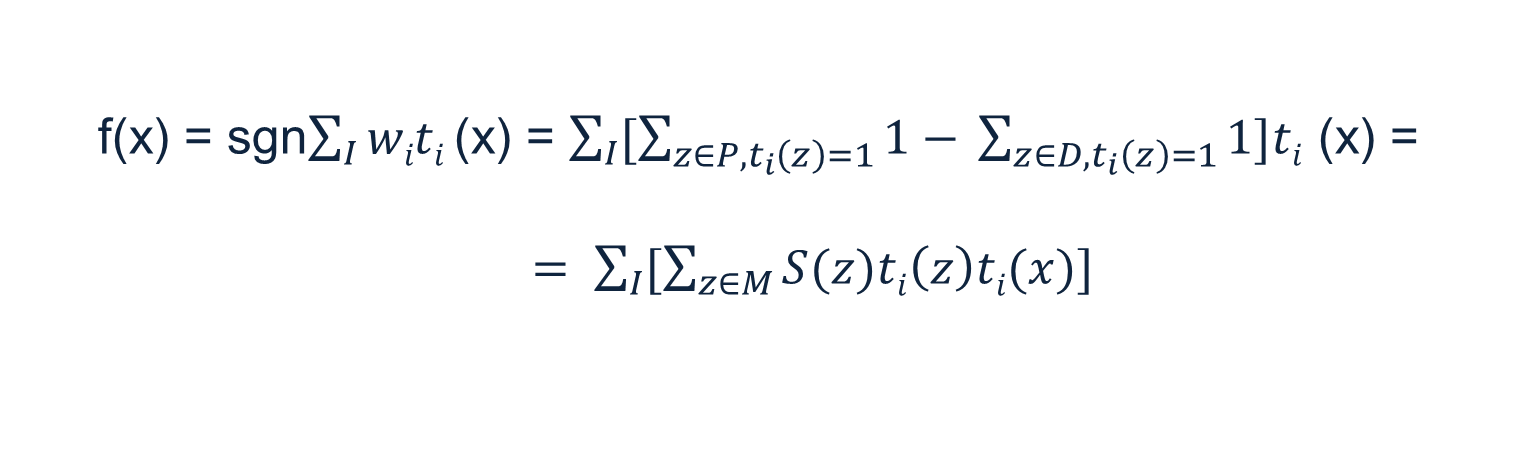 f(x) = sgn∑_I w_i t_i (x) = ∑_I[∑_{z∈P,t_i(z)=1} 1 − ∑_{z∈D,t_i(z)=1} 1]t_i (x) =
= ∑_I[∑_{z∈M} S(z)t_i(z)t_i(x)]